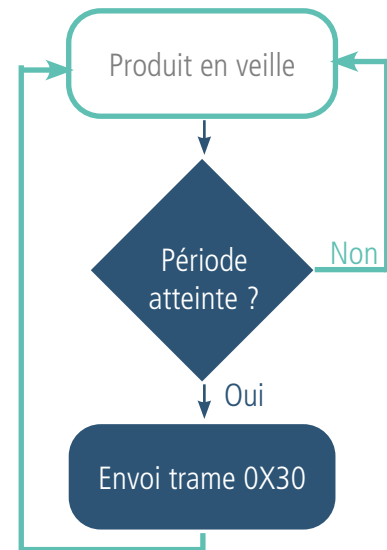 Produit en veille
Période
atteinte ?
Non
Oui
Envoi trame 0X30